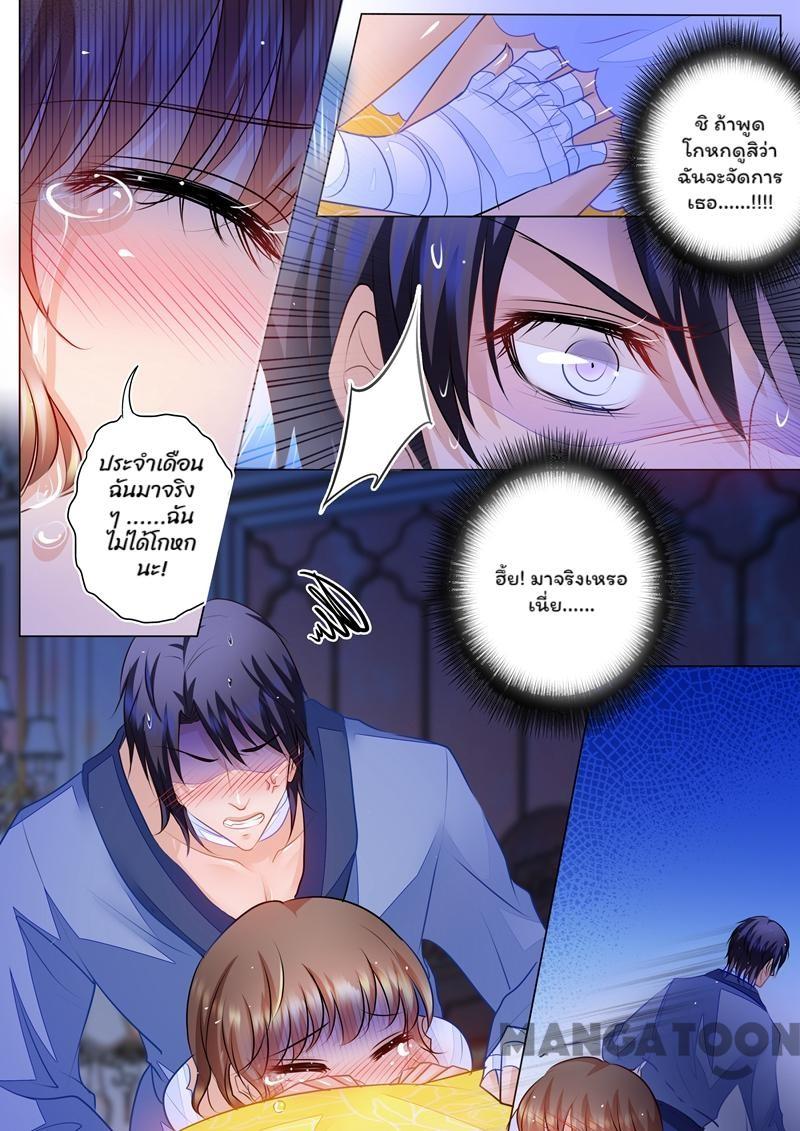 ชิ ถ้าพูด
โกหกดูสิว่า
ฉันจะจัดการ
เธอ......!!!!
ประจำเดือน
ฉันมาจริง
ๆ ......ฉัน
ไม่ได้โกหก
นะ!
ฮึ้ย! มาจริงเหรอ
เนี่ย......
MANGATOON